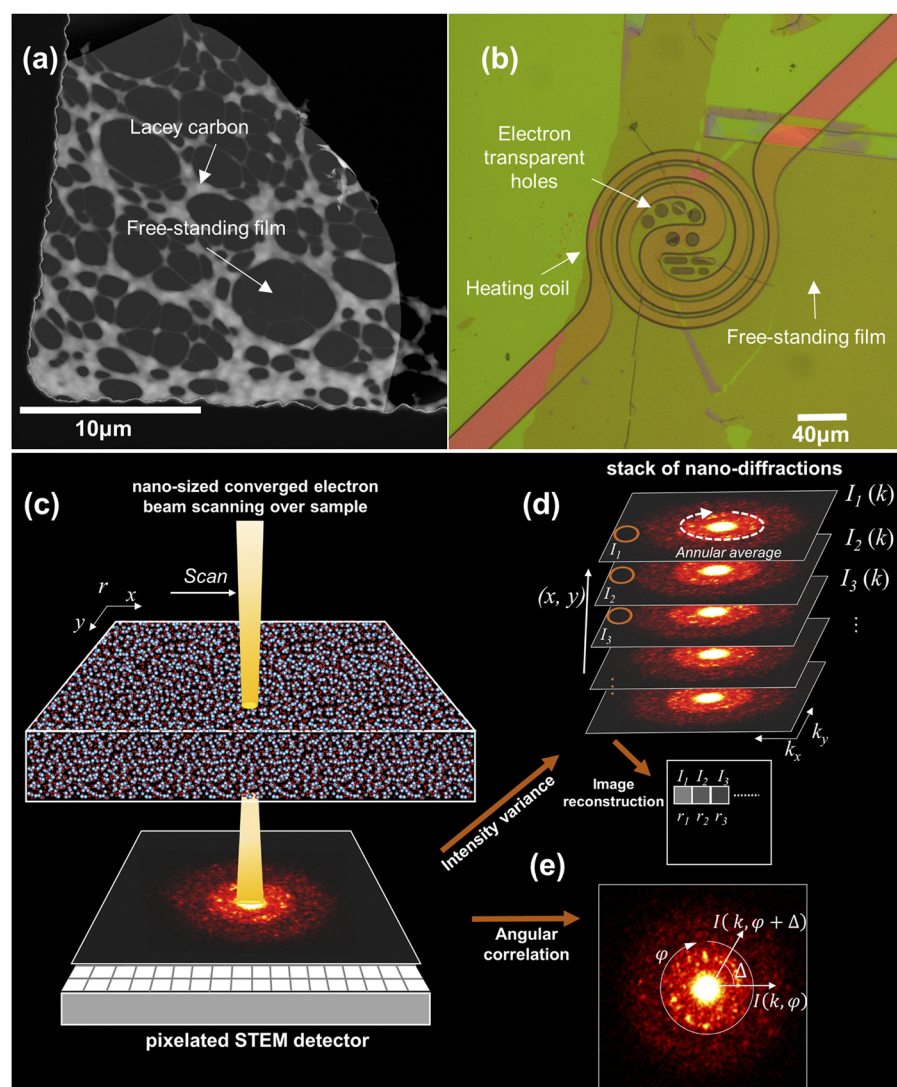 (a)
Lacey carbon
Free-standing film
10μm
(b)
Electron
transparent
holes
Heating coil
Free-standing film
40μm
(c)
nano-sized converged electron
beam scanning over sample
Scan
r
x
y
pixelated STEM detector
Intensity variance
Angular
correlation
(d)
stack of nano-diffractions
I₁ (k)
I₂ (k)
I₃ (k)
⋮
I₁
Annular average
I₂
I₃
(x, y)
kₓ
k_y
Image
reconstruction
I₁ I₂ I₃
r₁ r₂ r₃
(e)
I( k, φ + Δ)
φ
Δ
I(k, φ)